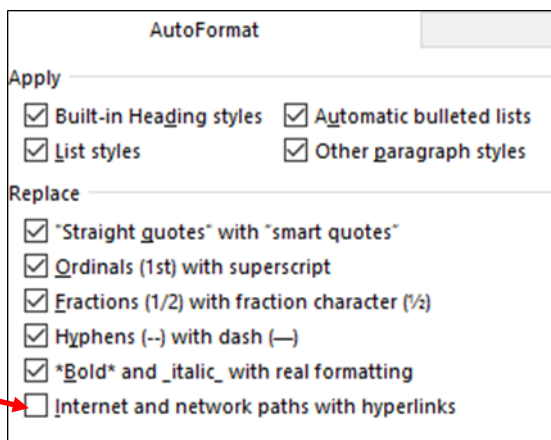 AutoFormat
Apply
Built-in Heading styles Automatic bulleted lists
List styles Other paragraph styles
Replace
"Straight quotes" with “smart quotes”
Ordinals (1st) with superscript
Fractions (1/2) with fraction character (½)
Hyphens (--) with dash (—)
*Bold* and _italic_ with real formatting
Internet and network paths with hyperlinks